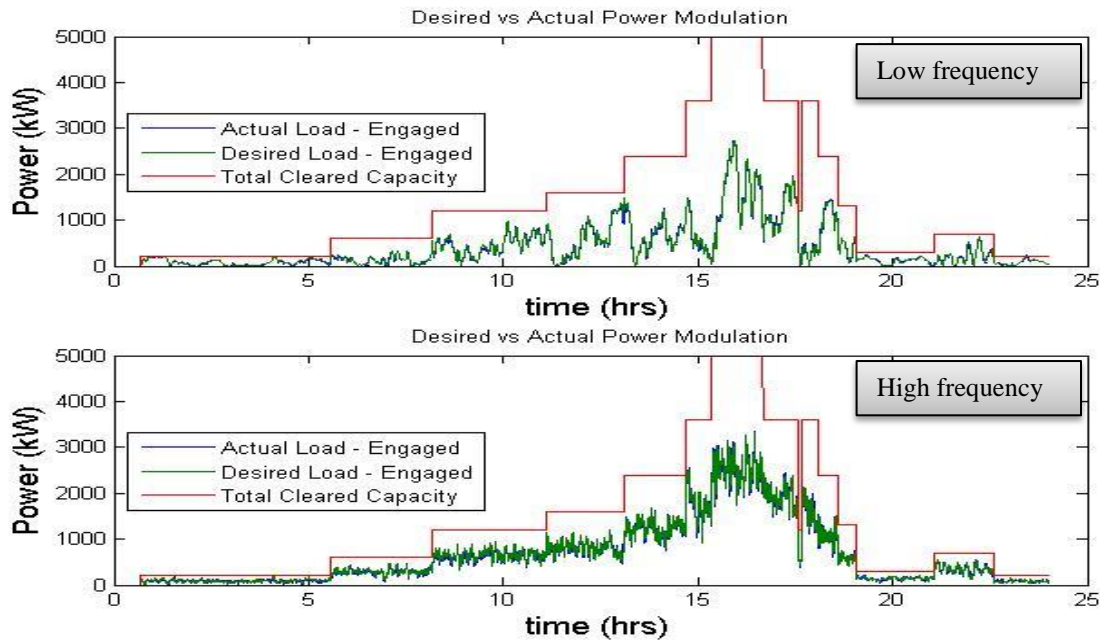 Desired vs Actual Power Modulation
5000
4000
3000
2000
1000
0
Power (kW)
Low frequency
Actual Load - Engaged
Desired Load - Engaged
Total Cleared Capacity
0 5 10 15 20 25
time (hrs)
Desired vs Actual Power Modulation
5000
4000
3000
2000
1000
0
Power (kW)
High frequency
Actual Load - Engaged
Desired Load - Engaged
Total Cleared Capacity
0 5 10 15 20 25
time (hrs)